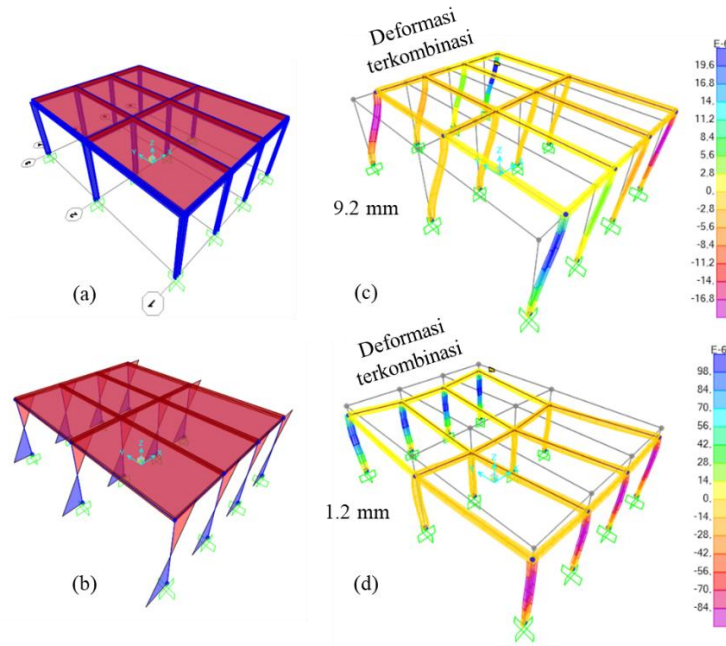 Deformasi
terkombinasi
E-6
19.6
16.8
14.
11.2
8.4
5.6
2.8
0.
-2.8
-5.6
-8.4
-11.2
-14.
-16.8
9.2 mm
(a)
(c)
Deformasi
terkombinasi
E-6
98.
84.
70.
56.
42.
28.
14.
0.
-14.
-28.
-42.
-56.
-70.
-84.
1.2 mm
(b)
(d)